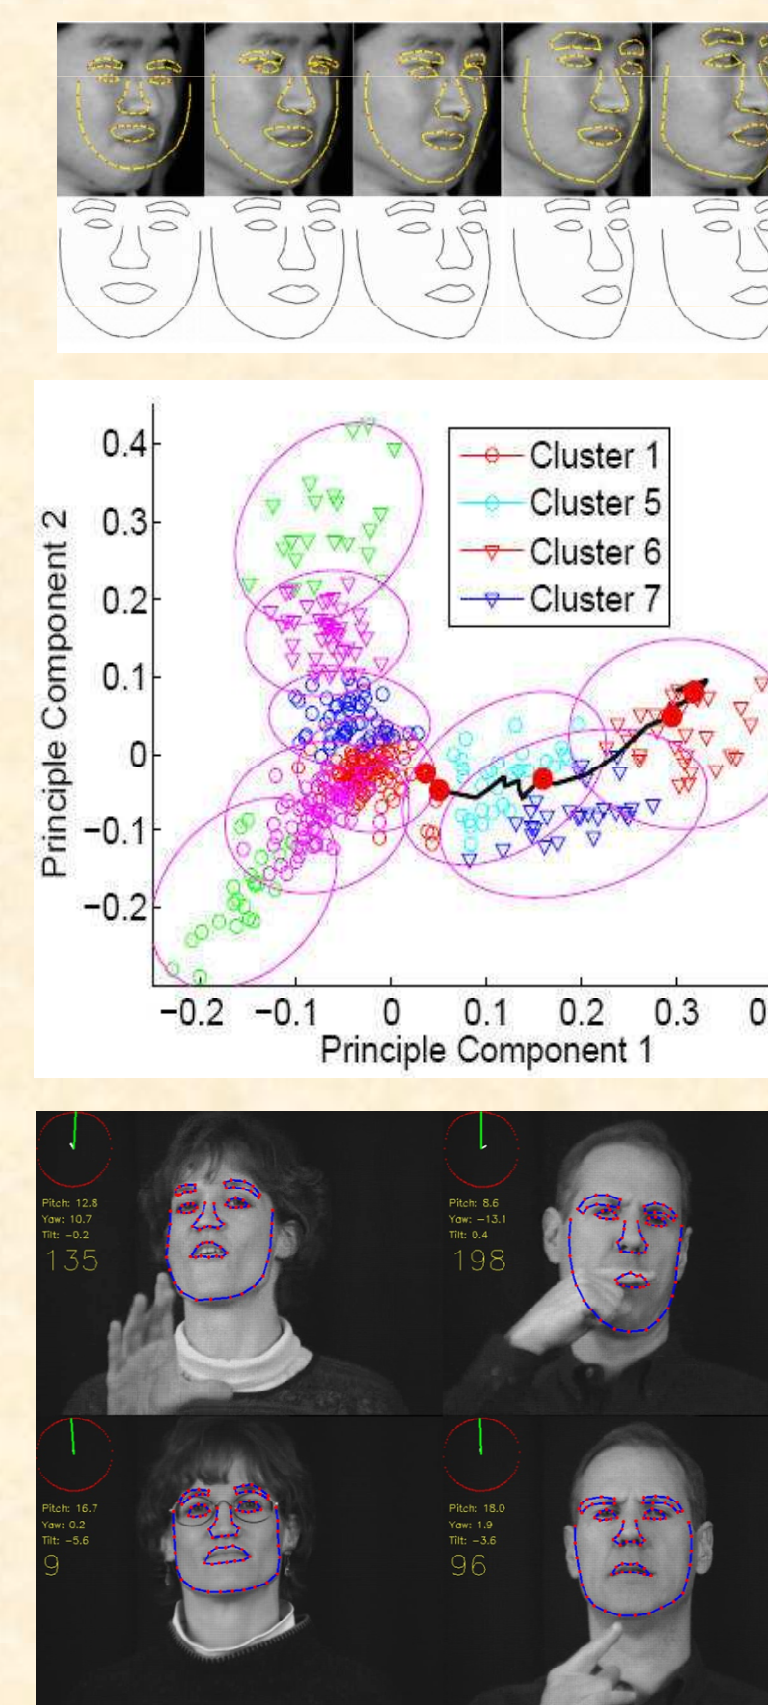 0.4
0.3
0.2
0.1
0
−0.1
−0.2
Principle Component 2
Cluster 1
Cluster 5
Cluster 6
Cluster 7
−0.2 −0.1 0 0.1 0.2 0.3 0
Principle Component 1
Pitch: 12.8
Yaw: 10.7
Tilt: −0.2
135
Pitch: 8.6
Yaw: −13.1
Tilt: 0.4
198
Pitch: 16.7
Yaw: 0.2
Tilt: −5.6
9
Pitch: 18.0
Yaw: 1.9
Tilt: −3.6
96